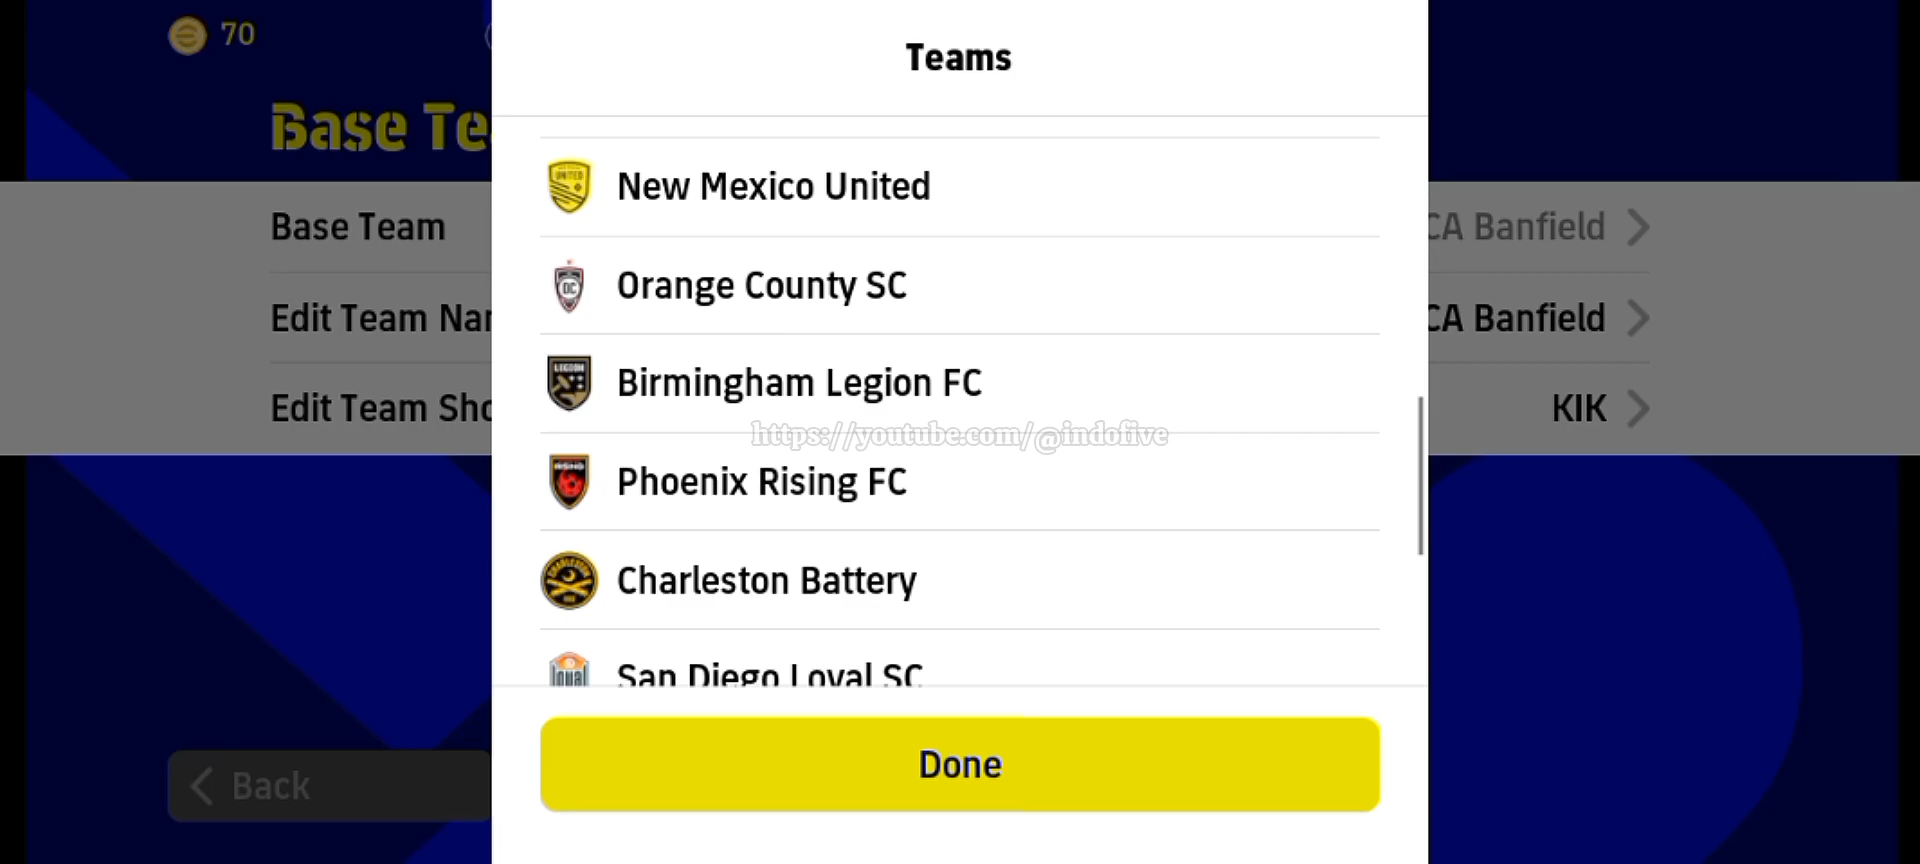 70
Teams
Base Te
New Mexico United
Base Team
CA Banfield
Orange County SC
Edit Team Nar
CA Banfield
Birmingham Legion FC
Edit Team Sho
KIK
https://youtube.com/@indofive
Phoenix Rising FC
Charleston Battery
San Diego Loyal SC
Done
Back